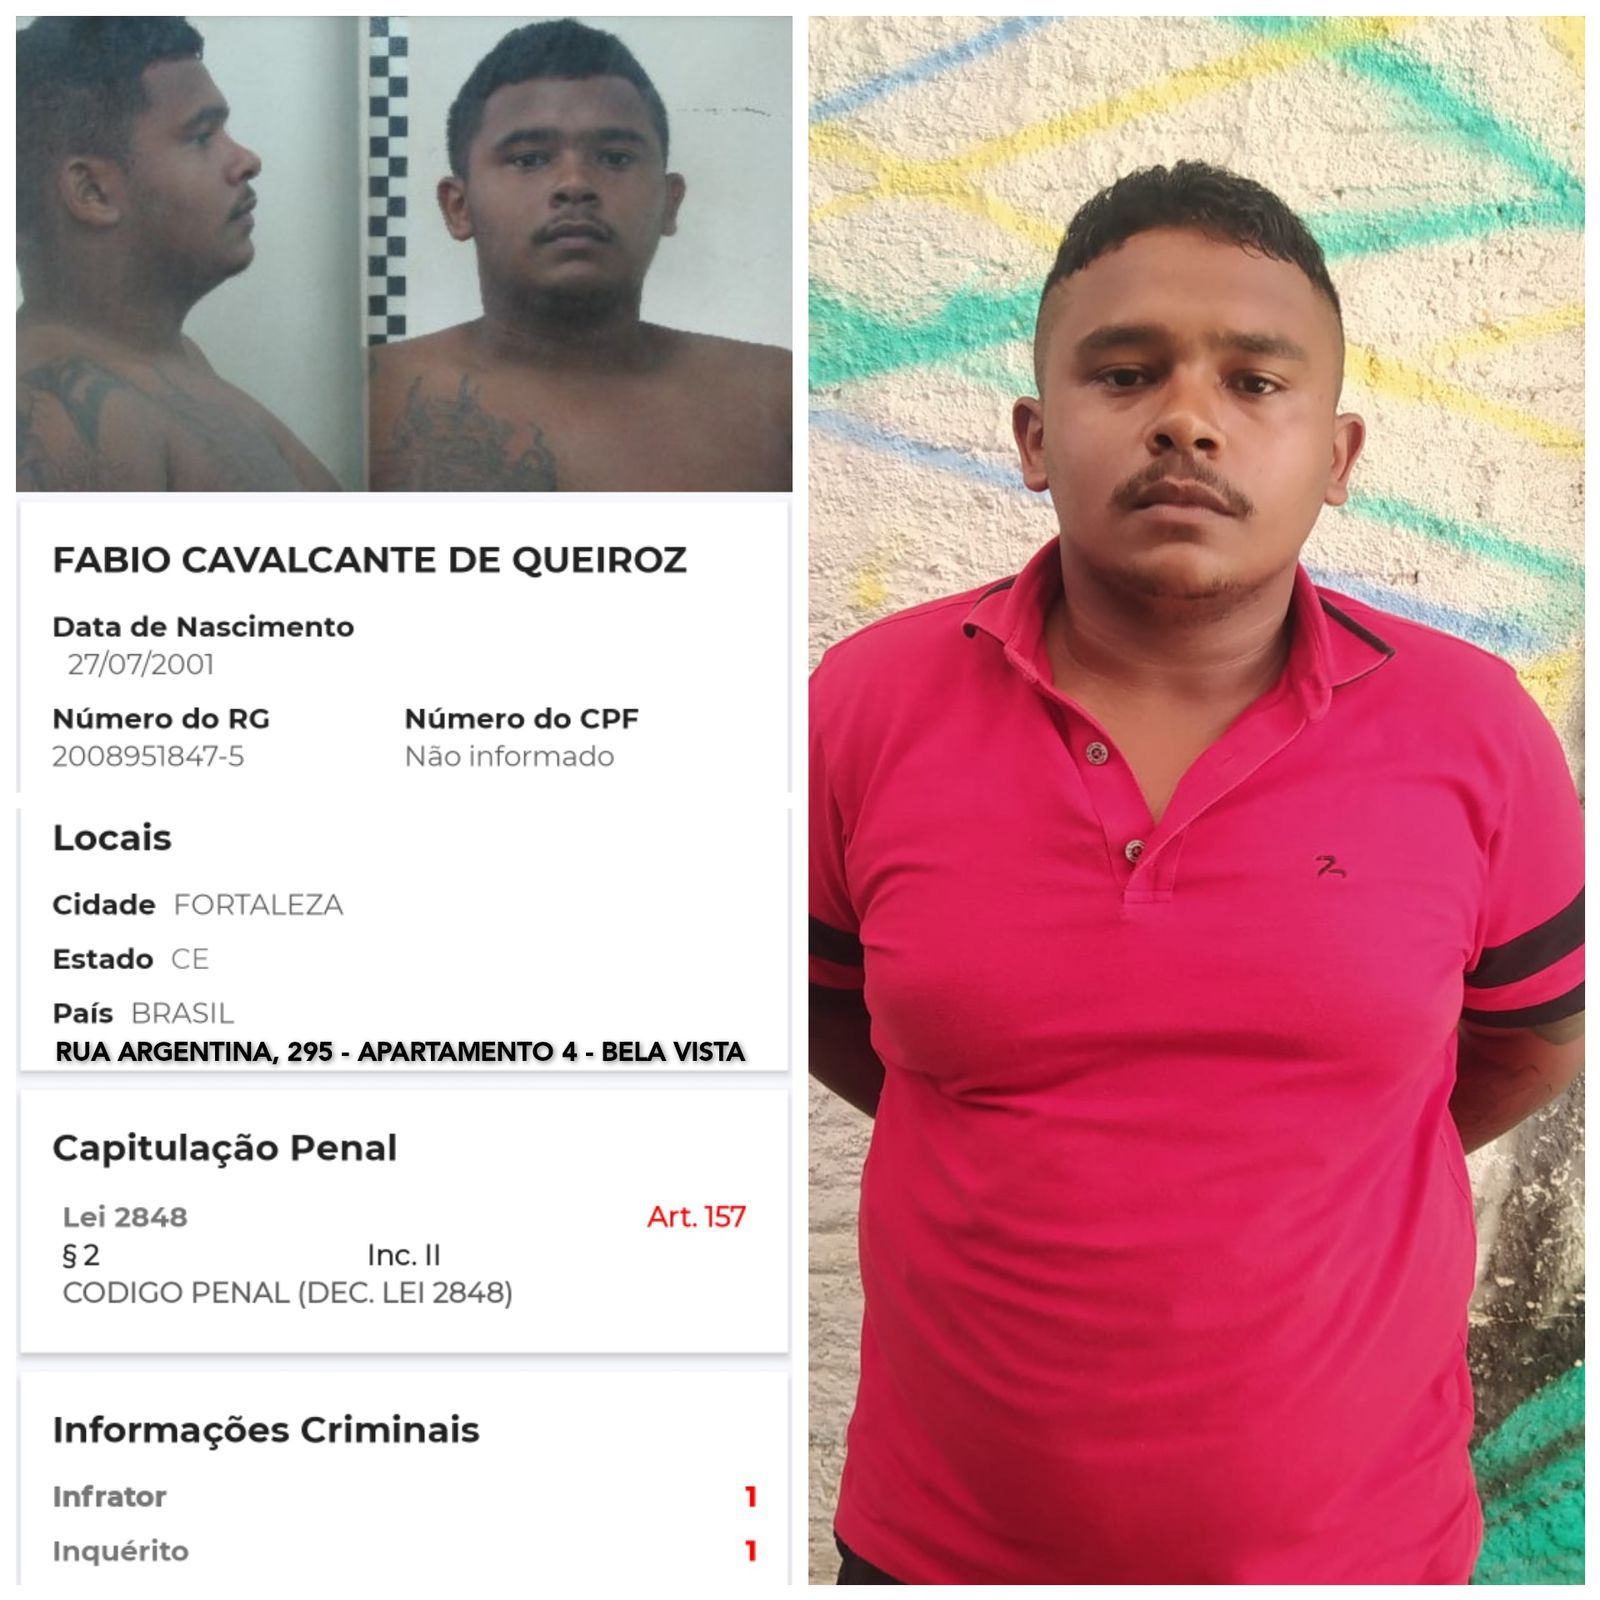 FABIO CAVALCANTE DE QUEIROZ
Data de Nascimento
27/07/2001
Número do RG Número do CPF
2008951847-5 Não informado
Locais
Cidade FORTALEZA
Estado CE
País BRASIL
RUA ARGENTINA, 295 - APARTAMENTO 4 - BELA VISTA
Capitulação Penal
Lei 2848 Art. 157
§ 2 Inc. II
CODIGO PENAL (DEC. LEI 2848)
Informações Criminais
Infrator 1
Inquérito 1